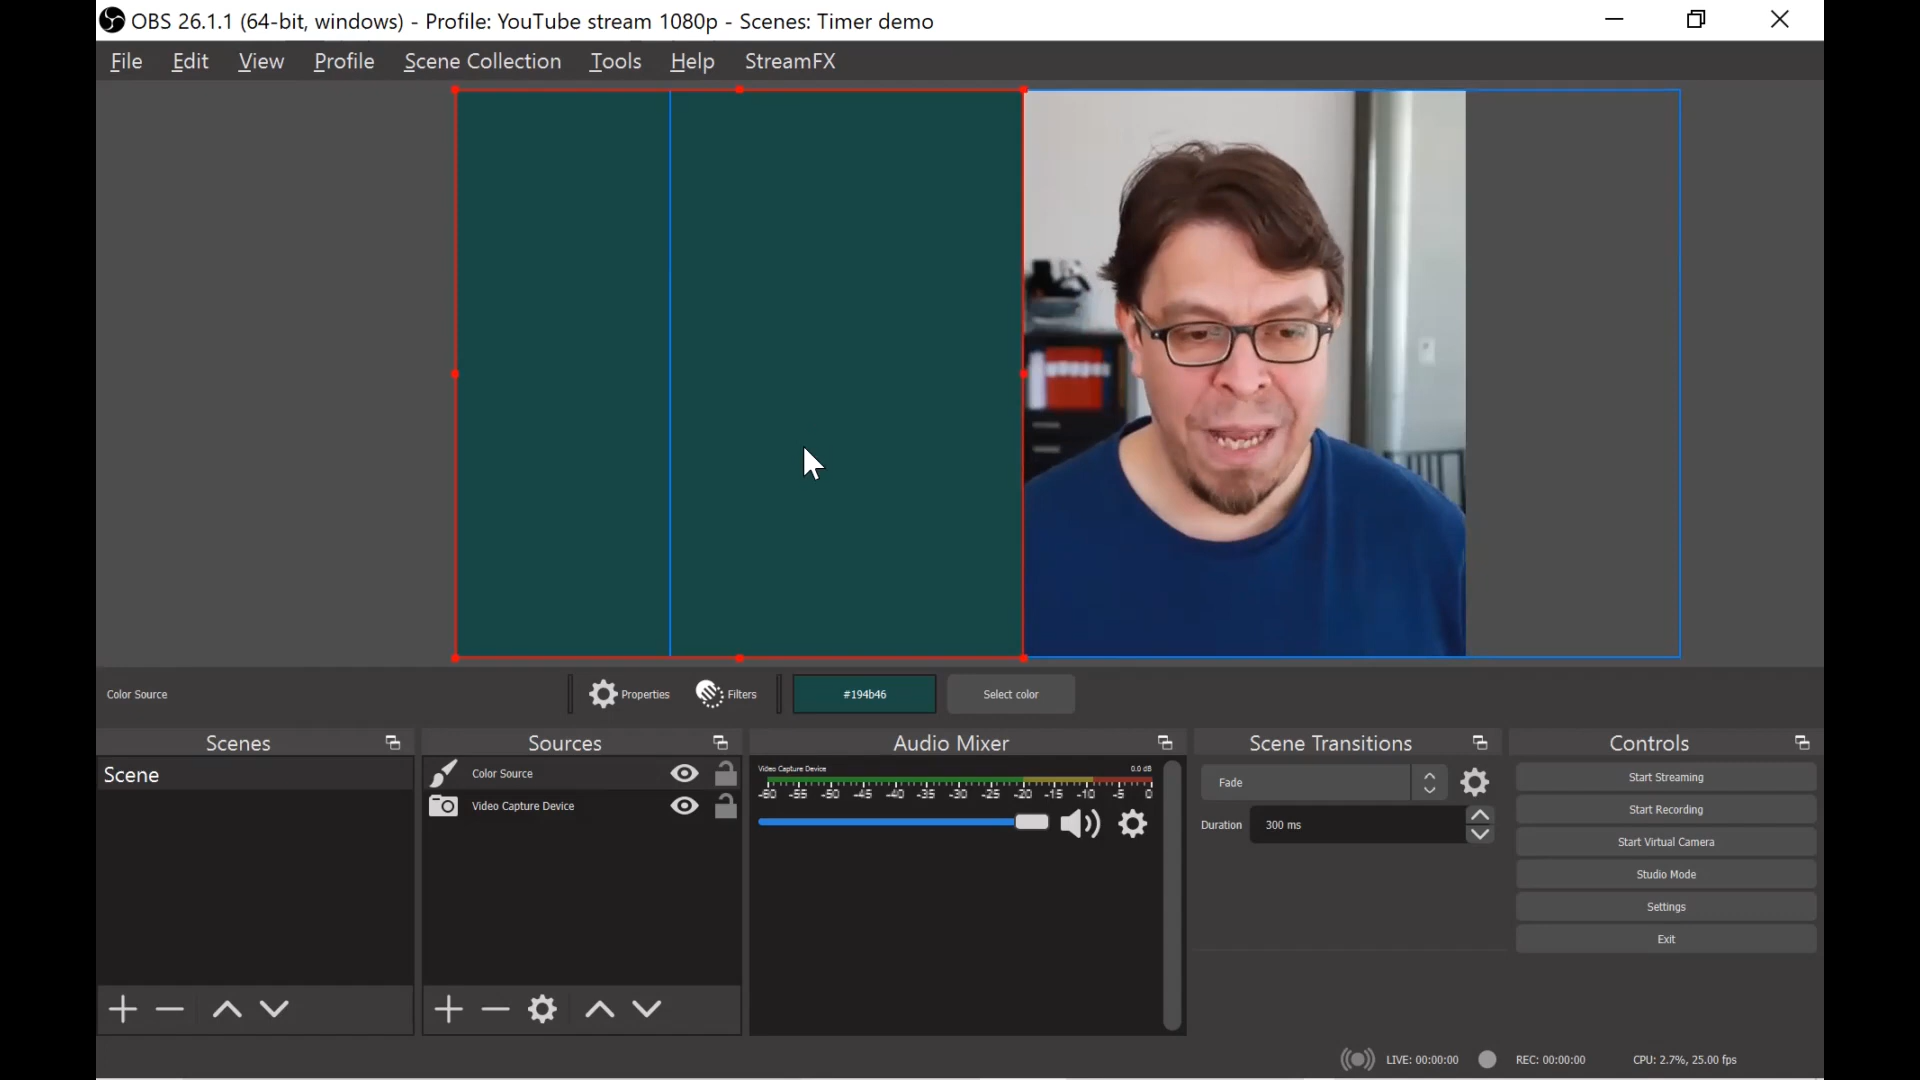 OBS 26.1.1 (64-bit, windows) - Profile: YouTube stream 1080p - Scenes: Timer demo
File Edit View Profile Scene Collection Tools Help StreamFX
Color Source Properties Filters #194b46 Select color
Scenes Sources Audio Mixer Scene Transitions Controls
Scene
Color Source
Video Capture Device
Video Capture Device 0.0 dB
-60 -55 -50 -45 -40 -35 -30 -25 -20 -15 -10 -5 0
Fade
Duration 300 ms
Start Streaming
Start Recording
Start Virtual Camera
Studio Mode
Settings
Exit
LIVE: 00:00:00 REC: 00:00:00 CPU: 2.7%, 25.00 fps